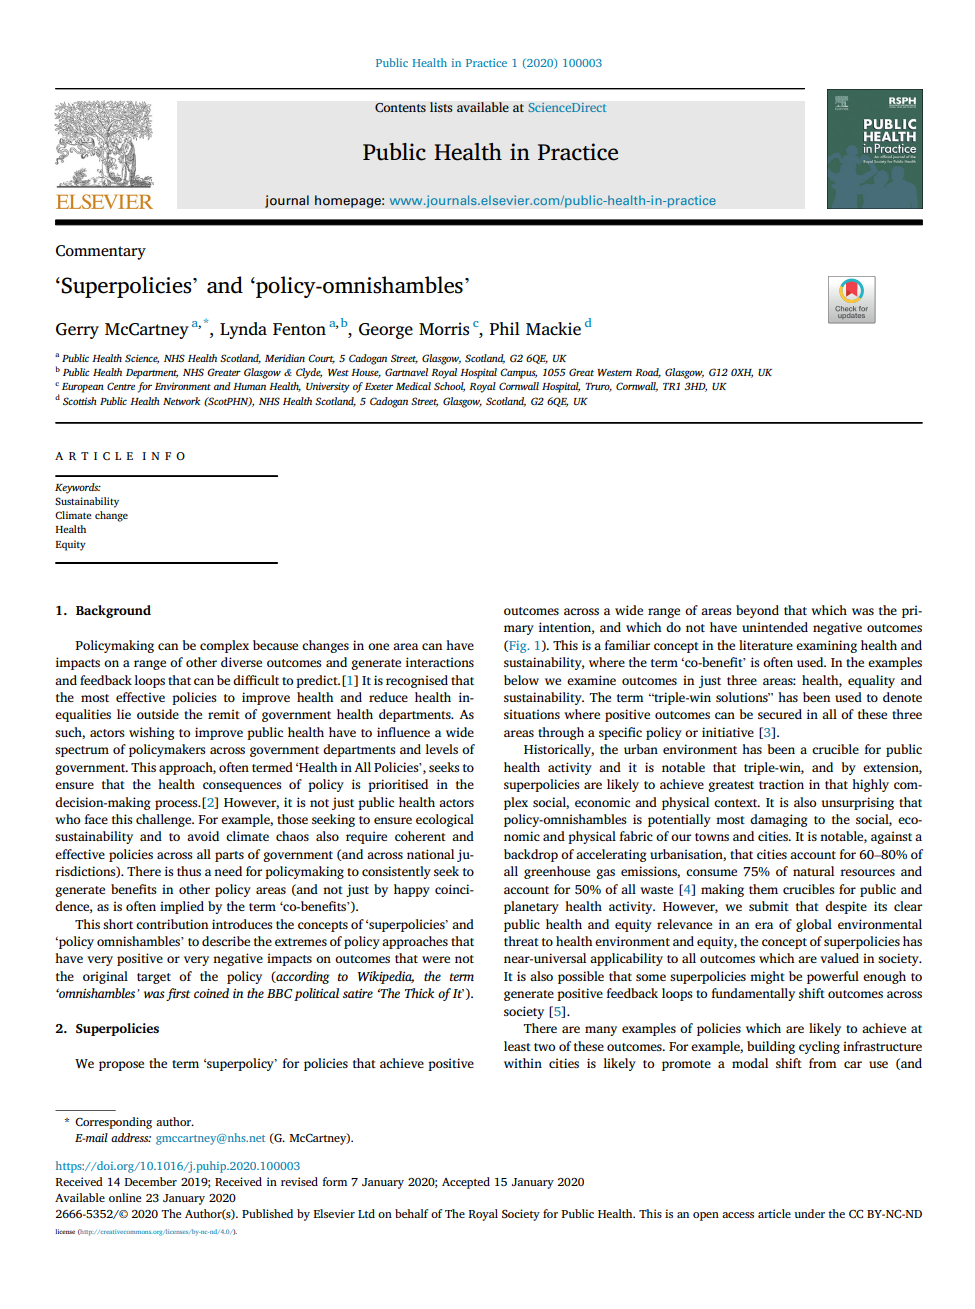 Public Health in Practice 1 (2020) 100003
Contents lists available at ScienceDirect
Public Health in Practice
journal homepage: www.journals.elsevier.com/public-health-in-practice
ELSEVIER
RSPH
PUBLIC
HEALTH
in Practice
Commentary
‘Superpolicies’ and ‘policy-omnishambles’
Check for
updates
Gerry McCartney a,*, Lynda Fenton a,b, George Morris c, Phil Mackie d
a Public Health Science, NHS Health Scotland, Meridian Court, 5 Cadogan Street, Glasgow, Scotland, G2 6QE, UK
b Public Health Department, NHS Greater Glasgow & Clyde, West House, Gartnavel Royal Hospital Campus, 1055 Great Western Road, Glasgow, G12 0XH, UK
c European Centre for Environment and Human Health, University of Exeter Medical School, Royal Cornwall Hospital, Truro, Cornwall, TR1 3HD, UK
d Scottish Public Health Network (ScotPHN), NHS Health Scotland, 5 Cadogan Street, Glasgow, Scotland, G2 6QE, UK
A R T I C L E I N F O
Keywords:
Sustainability
Climate change
Health
Equity
1. Background
Policymaking can be complex because changes in one area can have
impacts on a range of other diverse outcomes and generate interactions
and feedback loops that can be difficult to predict.[1] It is recognised that
the most effective policies to improve health and reduce health in-
equalities lie outside the remit of government health departments. As
such, actors wishing to improve public health have to influence a wide
spectrum of policymakers across government departments and levels of
government. This approach, often termed ‘Health in All Policies’, seeks to
ensure that the health consequences of policy is prioritised in the
decision-making process.[2] However, it is not just public health actors
who face this challenge. For example, those seeking to ensure ecological
sustainability and to avoid climate chaos also require coherent and
effective policies across all parts of government (and across national ju-
risdictions). There is thus a need for policymaking to consistently seek to
generate benefits in other policy areas (and not just by happy coinci-
dence, as is often implied by the term ‘co-benefits’).
This short contribution introduces the concepts of ‘superpolicies’ and
‘policy omnishambles’ to describe the extremes of policy approaches that
have very positive or very negative impacts on outcomes that were not
the original target of the policy (according to Wikipedia, the term
‘omnishambles’ was first coined in the BBC political satire ‘The Thick of It’).
2. Superpolicies
We propose the term ‘superpolicy’ for policies that achieve positive
outcomes across a wide range of areas beyond that which was the pri-
mary intention, and which do not have unintended negative outcomes
(Fig. 1). This is a familiar concept in the literature examining health and
sustainability, where the term ‘co-benefit’ is often used. In the examples
below we examine outcomes in just three areas: health, equality and
sustainability. The term “triple-win solutions” has been used to denote
situations where positive outcomes can be secured in all of these three
areas through a specific policy or initiative [3].
Historically, the urban environment has been a crucible for public
health activity and it is notable that triple-win, and by extension,
superpolicies are likely to achieve greatest traction in that highly com-
plex social, economic and physical context. It is also unsurprising that
policy-omnishambles is potentially most damaging to the social, eco-
nomic and physical fabric of our towns and cities. It is notable, against a
backdrop of accelerating urbanisation, that cities account for 60–80% of
all greenhouse gas emissions, consume 75% of natural resources and
account for 50% of all waste [4] making them crucibles for public and
planetary health activity. However, we submit that despite its clear
public health and equity relevance in an era of global environmental
threat to health environment and equity, the concept of superpolicies has
near-universal applicability to all outcomes which are valued in society.
It is also possible that some superpolicies might be powerful enough to
generate positive feedback loops to fundamentally shift outcomes across
society [5].
There are many examples of policies which are likely to achieve at
least two of these outcomes. For example, building cycling infrastructure
within cities is likely to promote a modal shift from car use (and
* Corresponding author.
E-mail address: gmccartney@nhs.net (G. McCartney).
https://doi.org/10.1016/j.puhip.2020.100003
Received 14 December 2019; Received in revised form 7 January 2020; Accepted 15 January 2020
Available online 23 January 2020
2666-5352/© 2020 The Author(s). Published by Elsevier Ltd on behalf of The Royal Society for Public Health. This is an open access article under the CC BY-NC-ND
license (http://creativecommons.org/licenses/by-nc-nd/4.0/).